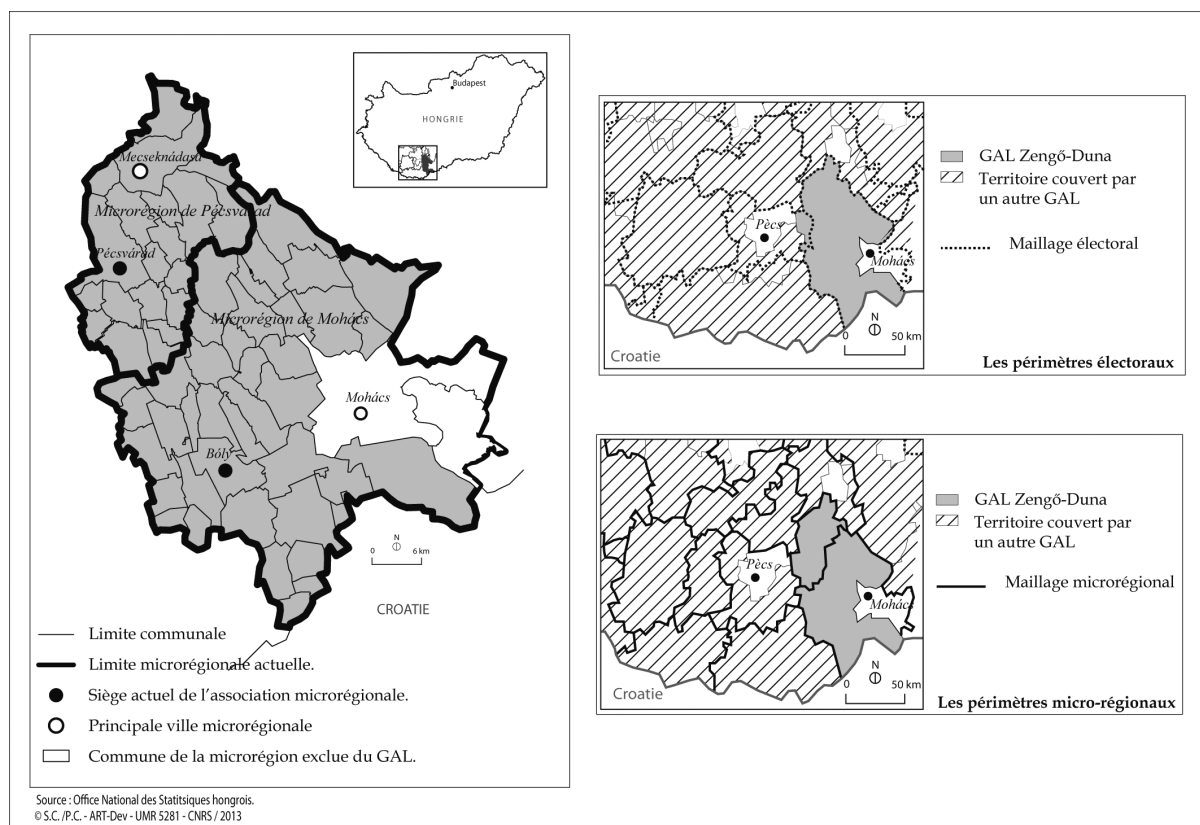 Budapest
HONGRIE
Mecseknádasd
Microrégion de Pécsvárad
Pécsvárad
Microrégion de Mohács
Mohács
Bóly
N
0 6 km
CROATIE
Limite communale
Limite microrégionale actuelle.
Siège actuel de l'association microrégionale.
Principale ville microrégionale
Commune de la microrégion exclue du GAL.
Source : Office National des Statitsiques hongrois.
© S.C. /P.C. - ART-Dev - UMR 5281 - CNRS / 2013
Pècs
Mohács
N
0 50 km
Croatie
GAL Zengő-Duna
Territoire couvert par
un autre GAL
Maillage électoral
Les périmètres électoraux
Pècs
Mohács
N
0 50 km
Croatie
GAL Zengő-Duna
Territoire couvert par
un autre GAL
Maillage microrégional
Les périmètres micro-régionaux